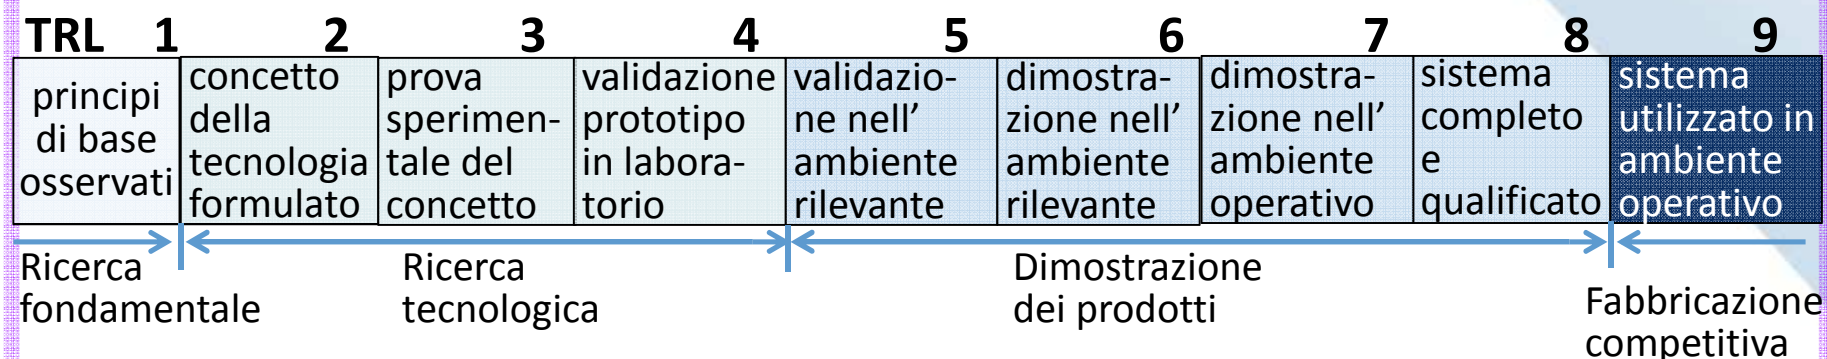 TRL 1 2 3 4 5 6 7 8 9
principi
di base
osservati
concetto
della
tecnologia
formulato
prova
sperimen-
tale del
concetto
validazione
prototipo
in labora-
torio
validazio-
ne nell’
ambiente
rilevante
dimostra-
zione nell’
ambiente
rilevante
dimostra-
zione nell’
ambiente
operativo
sistema
completo
e
qualificato
sistema
utilizzato in
ambiente
operativo
Ricerca
fondamentale
Ricerca
tecnologica
Dimostrazione
dei prodotti
Fabbricazione
competitiva